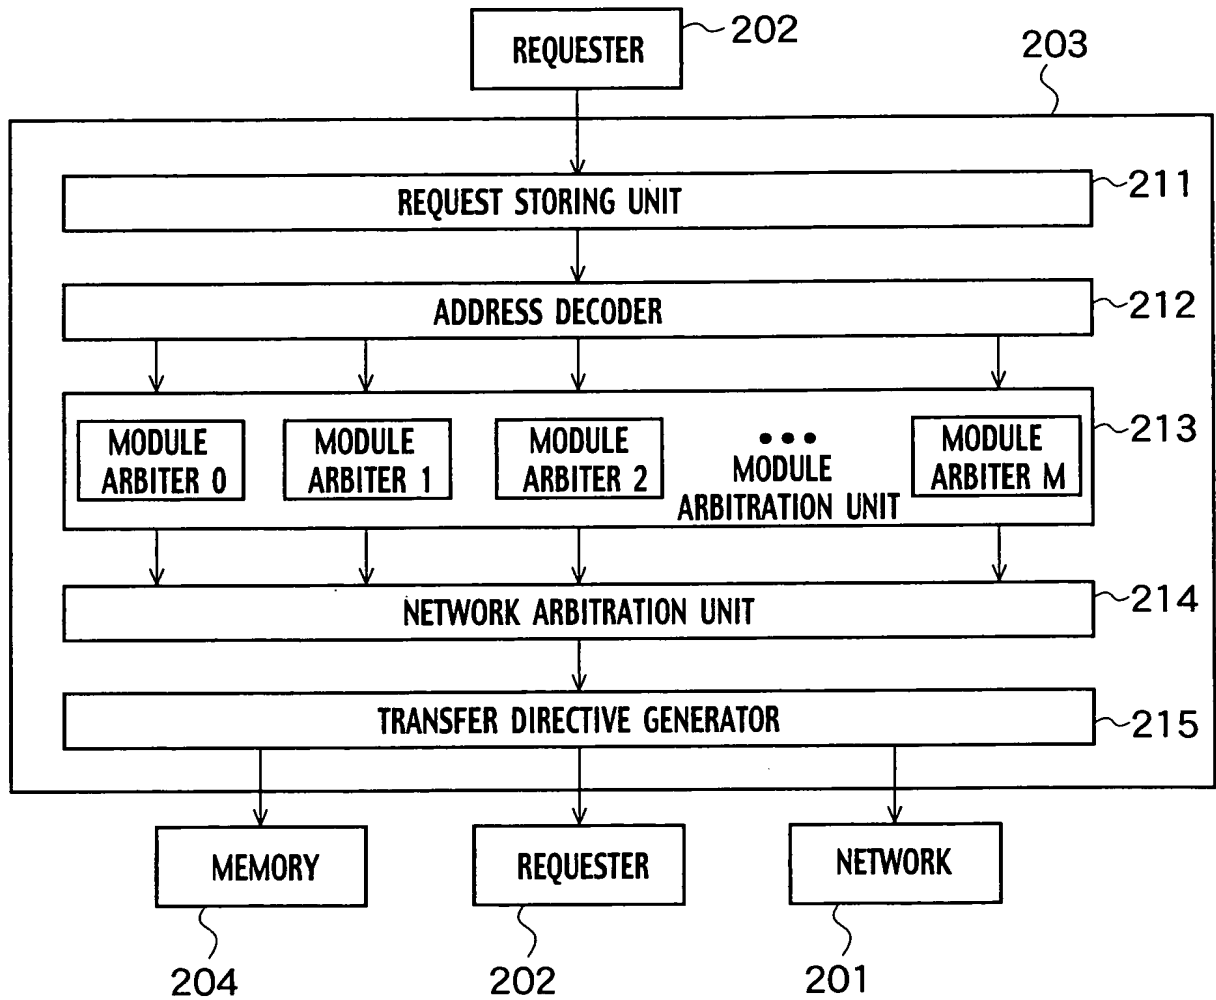 REQUESTER
202
203
REQUEST STORING UNIT
211
ADDRESS DECODER
212
MODULE
ARBITER 0
MODULE
ARBITER 1
MODULE
ARBITER 2
•••
MODULE
ARBITRATION UNIT
MODULE
ARBITER M
213
NETWORK ARBITRATION UNIT
214
TRANSFER DIRECTIVE GENERATOR
215
MEMORY
REQUESTER
NETWORK
204
202
201